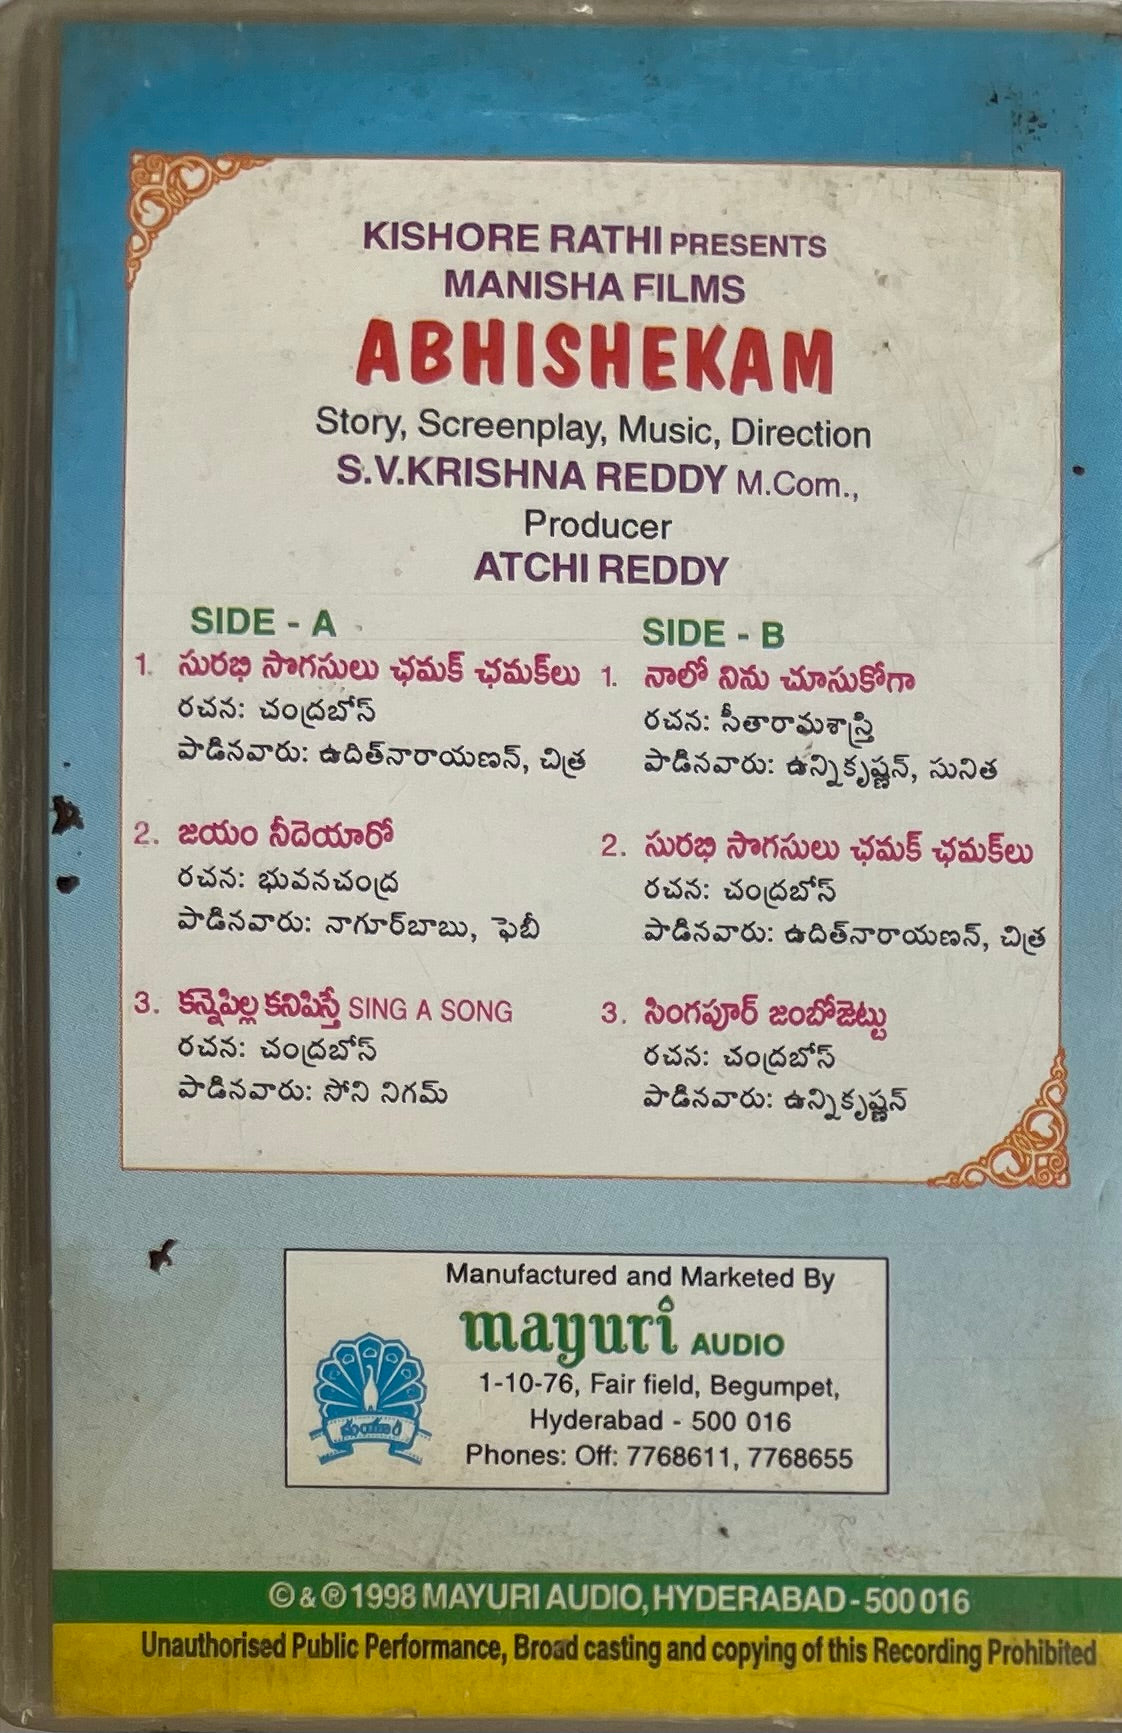 KISHORE RATHI PRESENTS
MANISHA FILMS
ABHISHEKAM
Story, Screenplay, Music, Direction
S.V.KRISHNA REDDY M.Com.,
Producer
ATCHI REDDY
SIDE - A
1. సురభి సొగసులు ఛమక్ ఛమక్‌లు
రచన: చంద్రబోస్
పాడినవారు: ఉదిత్‌నారాయణన్, చిత్ర
2. జయం నీదెయారో
రచన: భువనచంద్ర
పాడినవారు: నాగూర్‌బాబు, ఫెబీ
3. కన్నెపిల్ల కనిపిస్తే SING A SONG
రచన: చంద్రబోస్
పాడినవారు: సోని నిగమ్
SIDE - B
1. నాలో నిను చూసుకోగా
రచన: సీతారామశాస్త్రి
పాడినవారు: ఉన్నికృష్ణన్, సునిత
2. సురభి సొగసులు ఛమక్ ఛమక్‌లు
రచన: చంద్రబోస్
పాడినవారు: ఉదిత్‌నారాయణన్, చిత్ర
3. సింగపూర్ జంబోజెట్టు
రచన: చంద్రబోస్
పాడినవారు: ఉన్నికృష్ణన్
Manufactured and Marketed By
mayuri AUDIO
మయూరి
1-10-76, Fair field, Begumpet,
Hyderabad - 500 016
Phones: Off: 7768611, 7768655
© & ® 1998 MAYURI AUDIO, HYDERABAD - 500 016
Unauthorised Public Performance, Broad casting and copying of this Recording Prohibited